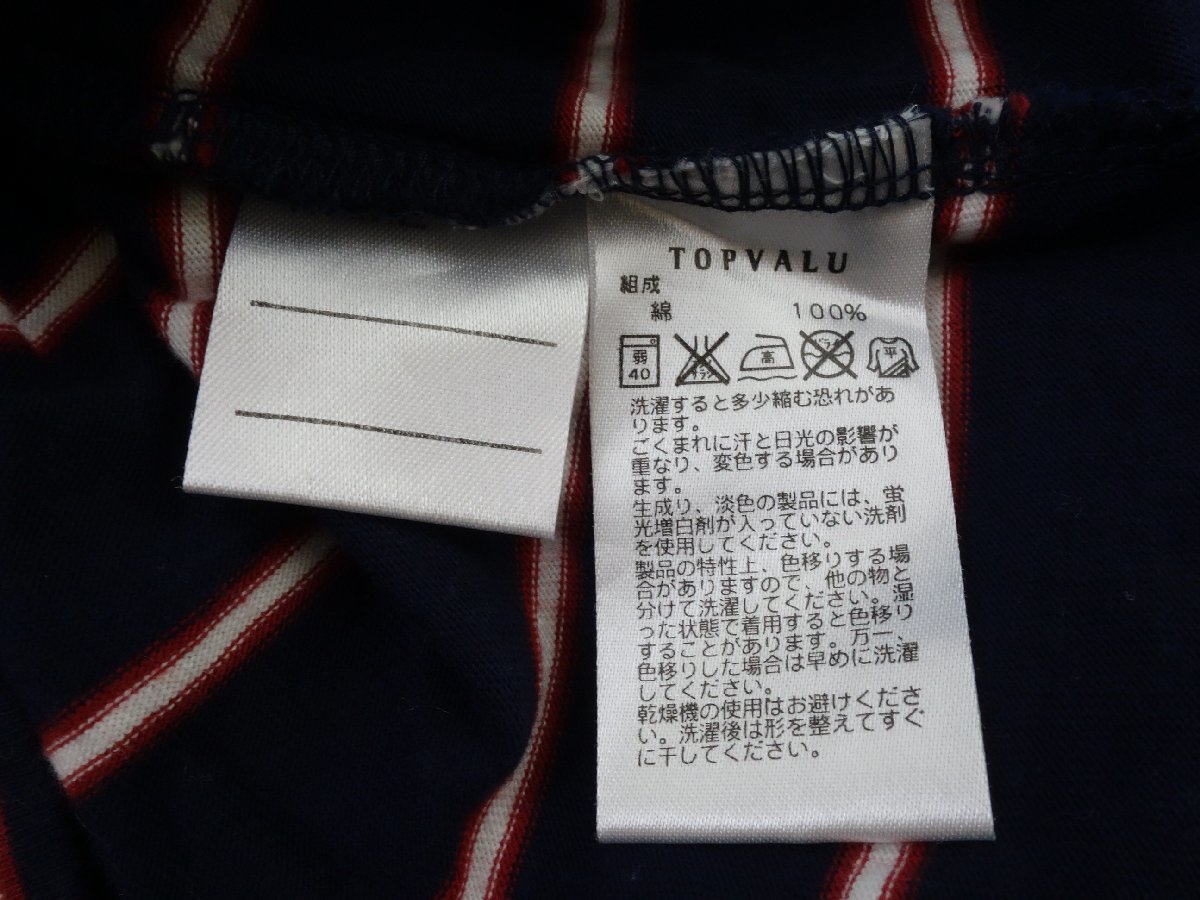 TOPVALU
組成
綿 100%
弱
40
高
平
洗濯すると多少縮む恐れがあ
ります。
ごくまれに汗と日光の影響が
重なり、変色する場合があり
ます。
生成り、淡色の製品には、蛍
光増白剤が入っていない洗剤
を使用してください。
製品の特性上、色移りする場
合がありますので、他の物と
分けて洗濯してください。湿
った状態で着用すると色移り
することがあります。万一、
色移りした場合は早めに洗濯
してください。
乾燥機の使用はお避けくださ
い。洗濯後は形を整えてすぐ
に干してください。